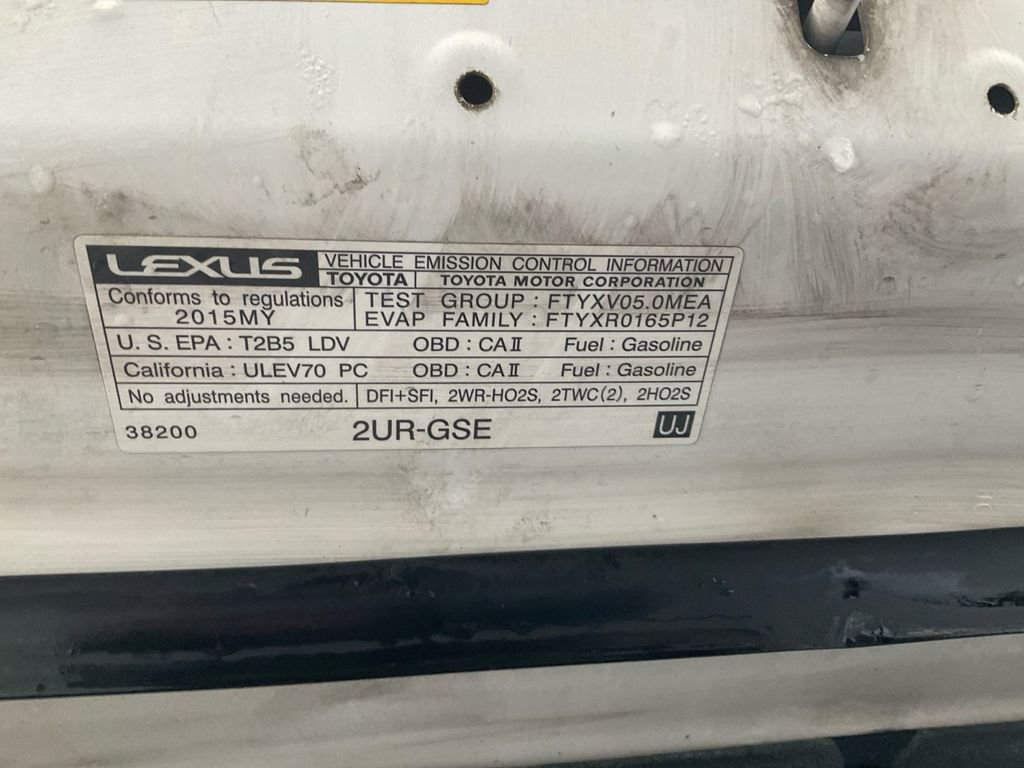 LEXUS VEHICLE EMISSION CONTROL INFORMATION
TOYOTA TOYOTA MOTOR CORPORATION
Conforms to regulations
2015MY
TEST GROUP : FTYXV05.0MEA
EVAP FAMILY : FTYXR0165P12
U. S. EPA : T2B5 LDV OBD : CAⅡ Fuel : Gasoline
California : ULEV70 PC OBD : CAⅡ Fuel : Gasoline
No adjustments needed. DFI+SFI, 2WR-HO2S, 2TWC(2), 2HO2S
38200 2UR-GSE UJ